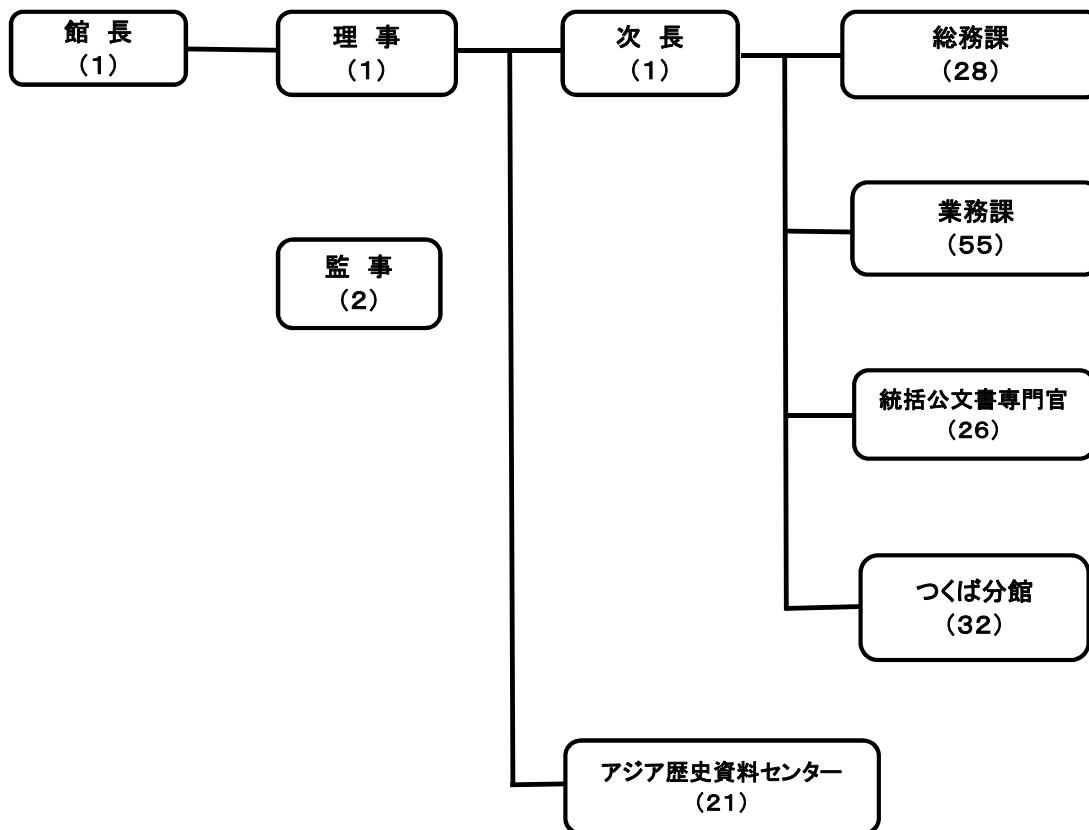 館 長
（1）
理 事
（1）
次 長
（1）
総務課
（28）
業務課
（55）
監 事
（2）
統括公文書専門官
（26）
つくば分館
（32）
アジア歴史資料センター
（21）